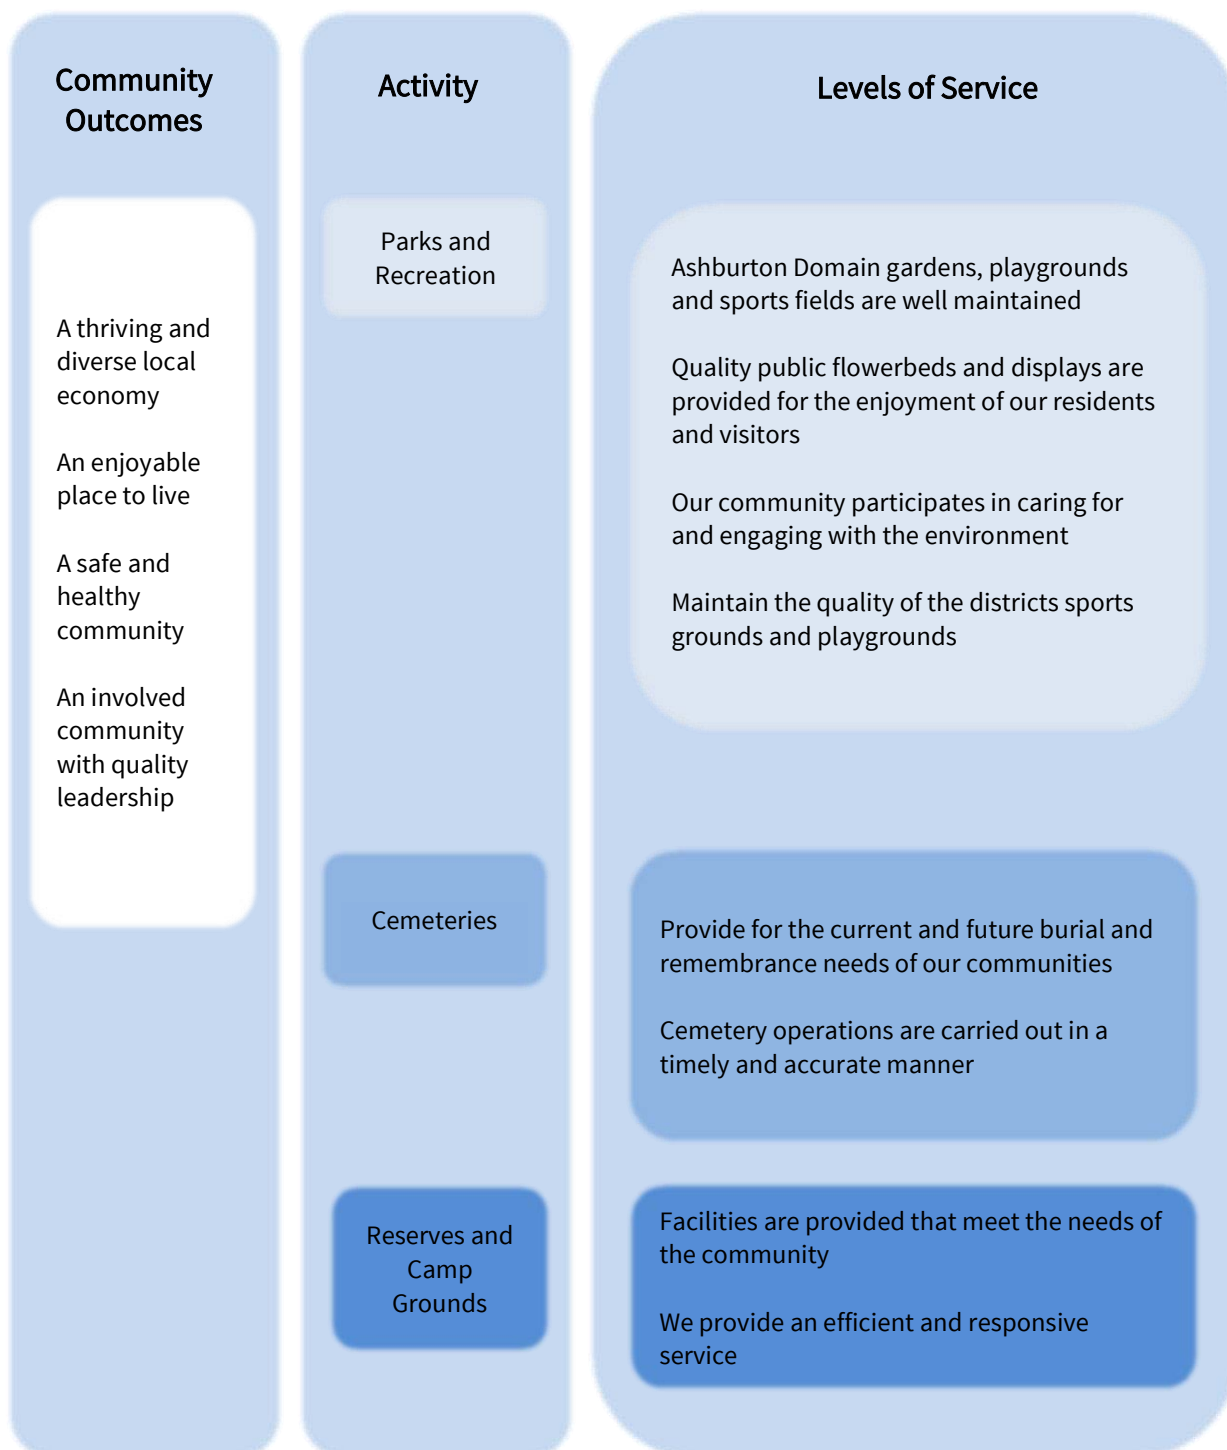 Community
Outcomes
A thriving and
diverse local
economy
An enjoyable
place to live
A safe and
healthy
community
An involved
community
with quality
leadership
Activity
Parks and
Recreation
Cemeteries
Reserves and
Camp
Grounds
Levels of Service
Ashburton Domain gardens, playgrounds
and sports fields are well maintained
Quality public flowerbeds and displays are
provided for the enjoyment of our residents
and visitors
Our community participates in caring for
and engaging with the environment
Maintain the quality of the districts sports
grounds and playgrounds
Provide for the current and future burial and
remembrance needs of our communities
Cemetery operations are carried out in a
timely and accurate manner
Facilities are provided that meet the needs of
the community
We provide an efficient and responsive
service